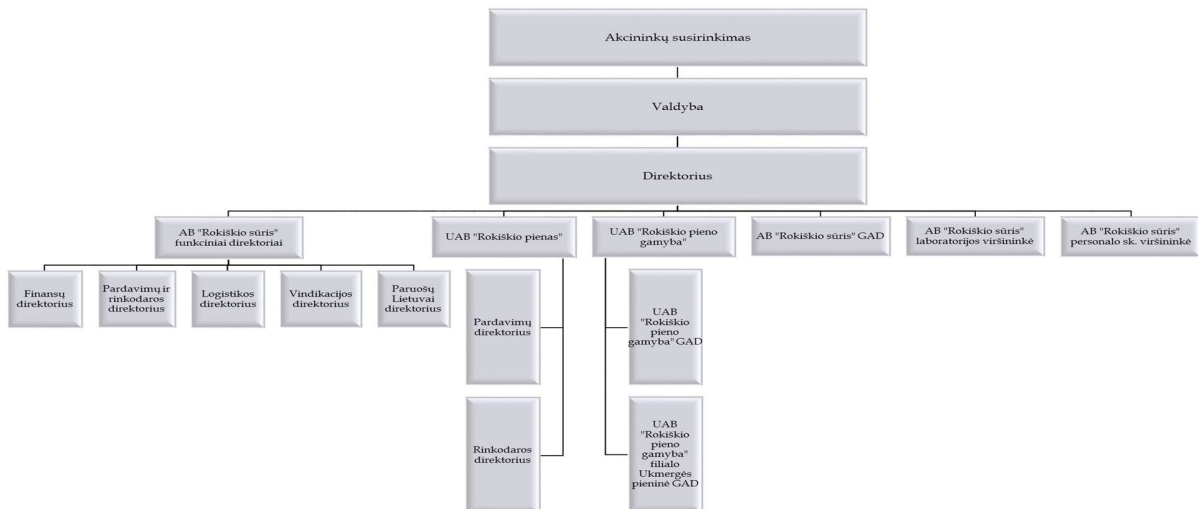 Akcininkų susirinkimas
Valdyba
Direktorius
AB "Rokiškio sūris"
funkciniai direktoriai
UAB "Rokiškio pienas"
UAB "Rokiškio pieno
gamyba"
AB "Rokiškio sūris" GAD
AB "Rokiškio sūris"
laboratorijos viršininkė
AB "Rokiškio sūris"
personalo sk. viršininkė
Finansų
direktorius
Pardavimų ir
rinkodaros
direktorius
Logistikos
direktorius
Vindikacijos
direktorius
Paruošų
Lietuvai
direktorius
Pardavimų
direktorius
UAB
"Rokiškio
pieno
gamyba" GAD
Rinkodaros
direktorius
UAB
"Rokiškio
pieno
gamyba"
filialo
Ukmergės
pieninė GAD